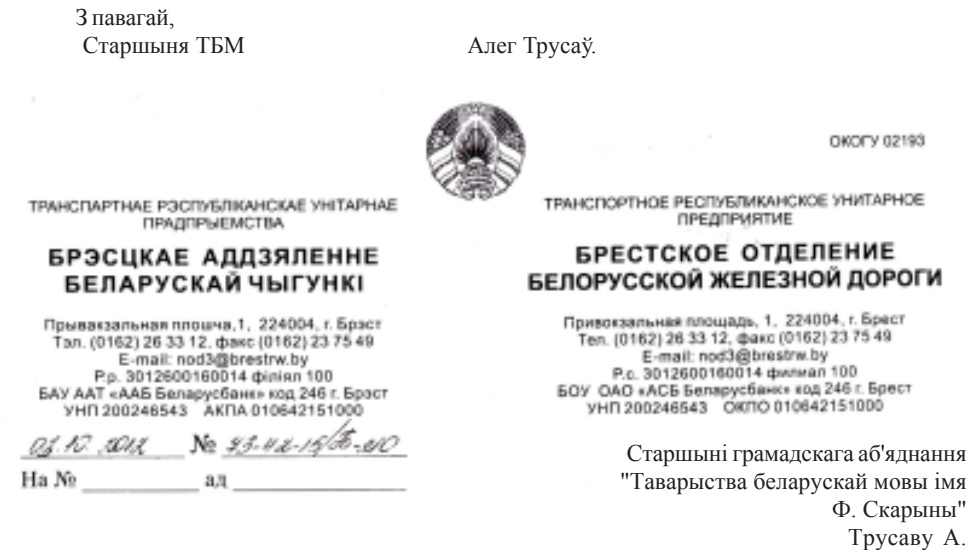 З павагай,
Старшыня ТБМ Алег Трусаў.
ОКОГУ 02193
ТРАНСПАРТНАЕ РЭСПУБЛІКАНСКАЕ УНІТАРНАЕ
ПРАДПРЫЕМСТВА
БРЭСЦКАЕ АДДЗЯЛЕННЕ
БЕЛАРУСКАЙ ЧЫГУНКІ
Прывакзальная плошча,1, 224004, г. Брэст
Тэл. (0162) 26 33 12, факс (0162) 23 75 49
E-mail: nod3@brestrw.by
Р.р. 3012600160014 філіял 100
БАУ ААТ «ААБ Беларусбанк» код 246 г. Брэст
УНП 200246543 АКПА 010642151000
ТРАНСПОРТНОЕ РЕСПУБЛИКАНСКОЕ УНИТАРНОЕ
ПРЕДПРИЯТИЕ
БРЕСТСКОЕ ОТДЕЛЕНИЕ
БЕЛОРУССКОЙ ЖЕЛЕЗНОЙ ДОРОГИ
Привокзальная площадь, 1, 224004, г. Брест
Тел. (0162) 26 33 12, факс (0162) 23 75 49
E-mail: nod3@brestrw.by
Р.с. 3012600160014 филиал 100
БОУ ОАО «АСБ Беларусбанк» код 246 г. Брест
УНП 200246543 ОКПО 010642151000
№
На № ад
Старшыні грамадскага аб'яднання
"Таварыства беларускай мовы імя
Ф. Скарыны"
Трусаву А.